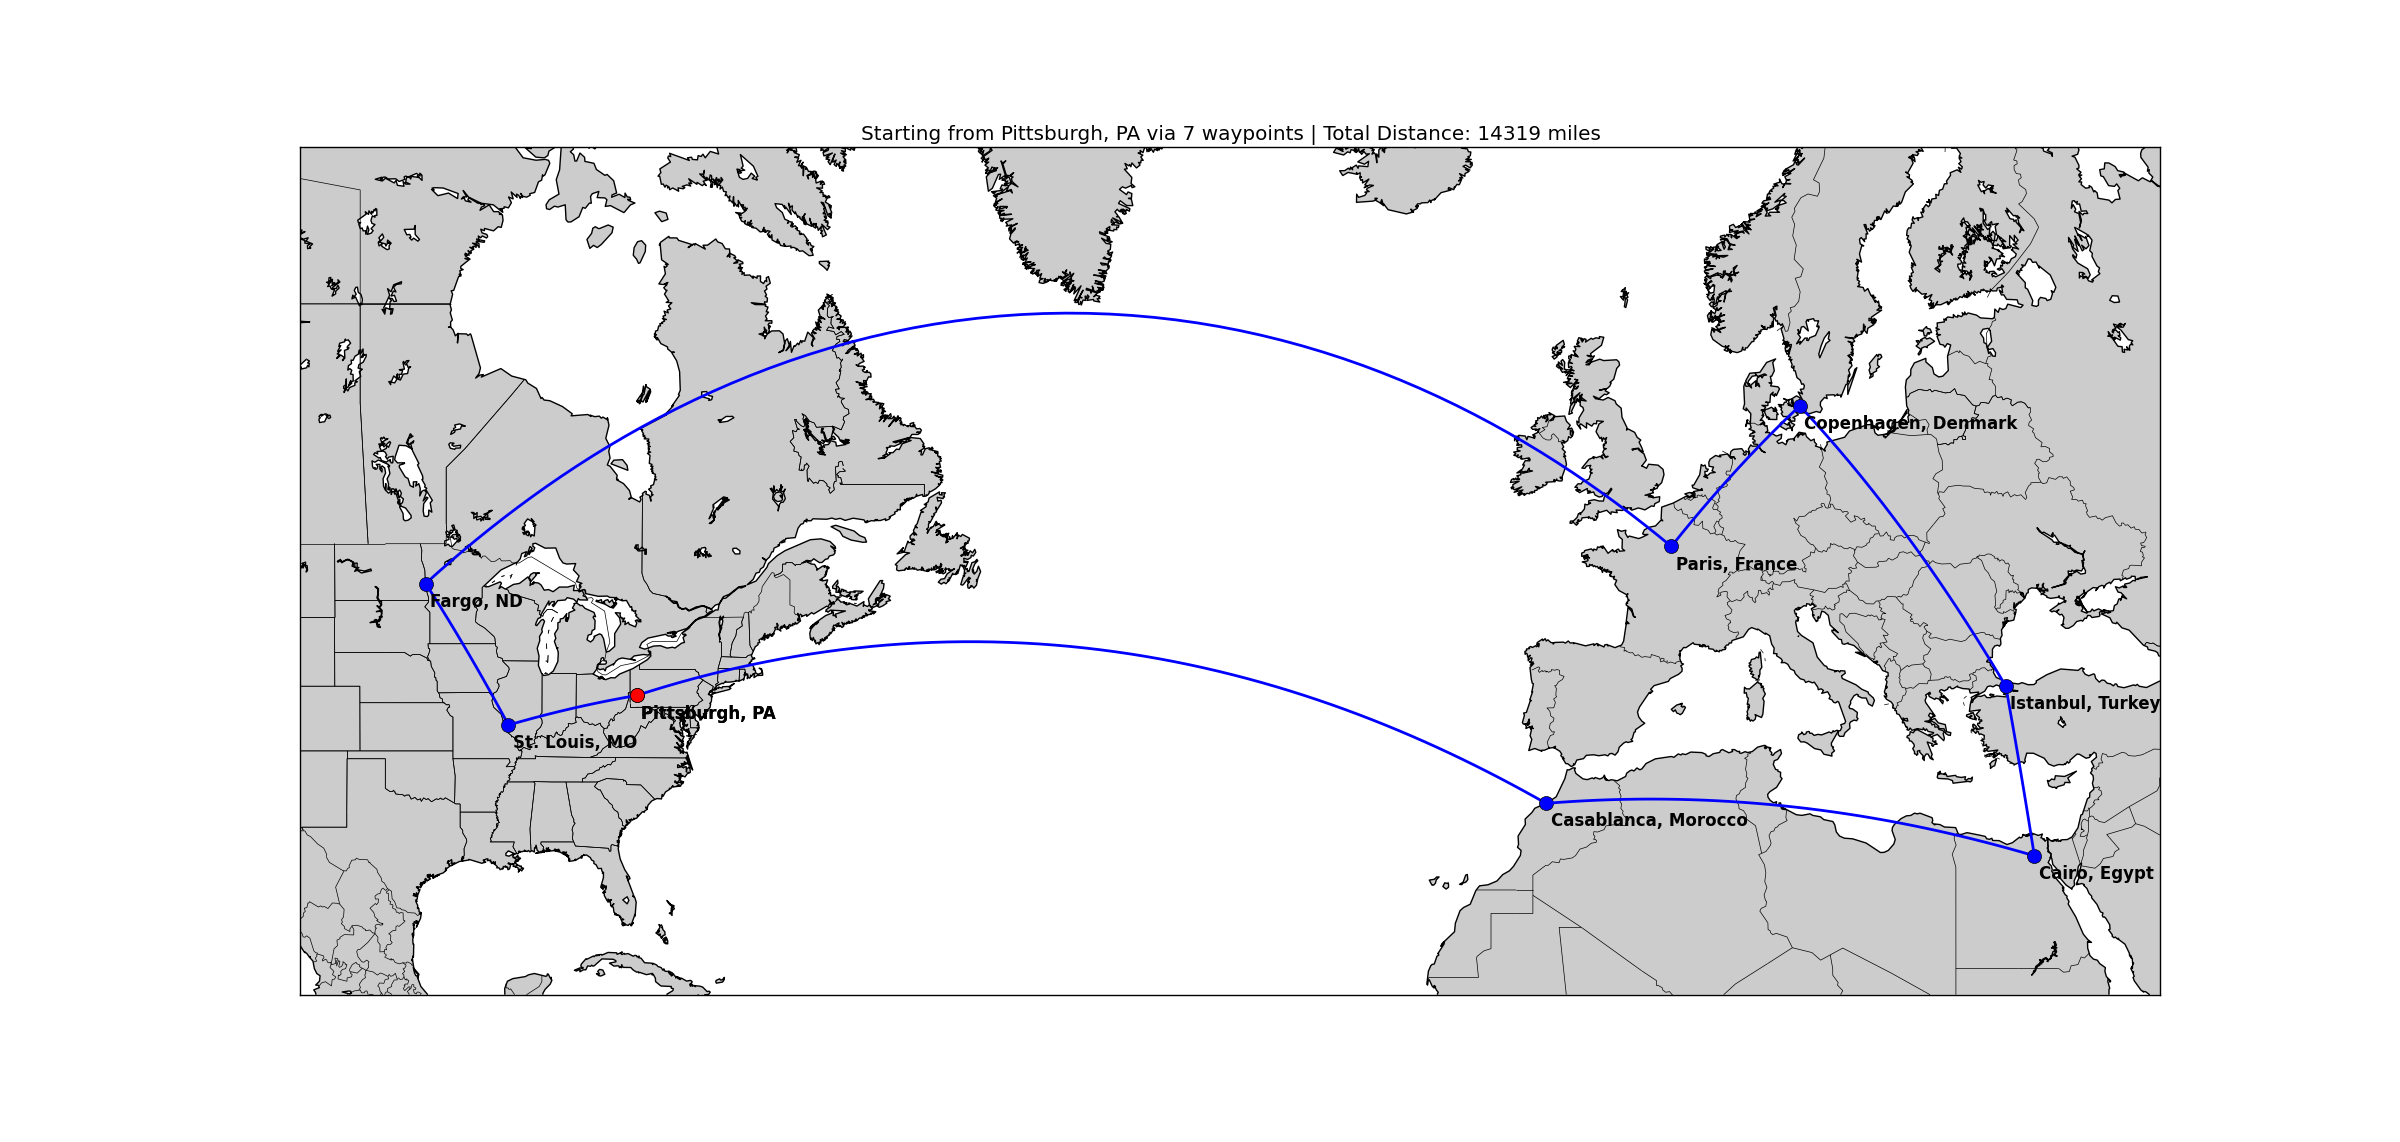 Starting from Pittsburgh, PA via 7 waypoints | Total Distance: 14319 miles
Copenhagen, Denmark
Paris, France
Fargo, ND
Istanbul, Turkey
Pittsburgh, PA
St. Louis, MO
Casablanca, Morocco
Cairo, Egypt